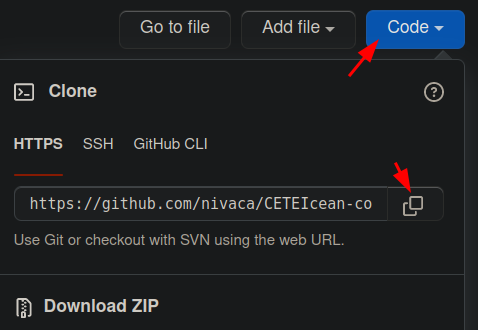 Go to file Add file Code
Clone
HTTPS SSH GitHub CLI
https://github.com/nivaca/CETEIcean-co
Use Git or checkout with SVN using the web URL.
Download ZIP